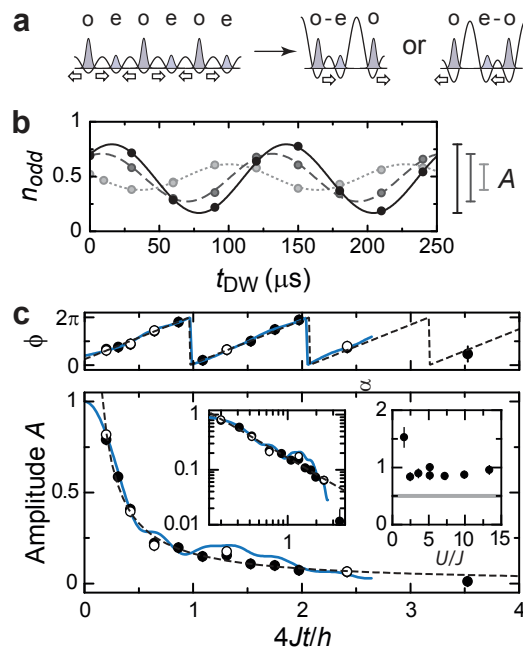 a
o e o e o e
o - e o
or
o e - o
b
n_odd
1
0.5
0
0 50 100 150 200 250
t_DW (μs)
A
c
ϕ
2π
0
Amplitude A
1
0.5
0
0 1 2 3 4
4Jt/h
1
0.1
0.01
1
α
2
1
0
0 5 10 15
U/J